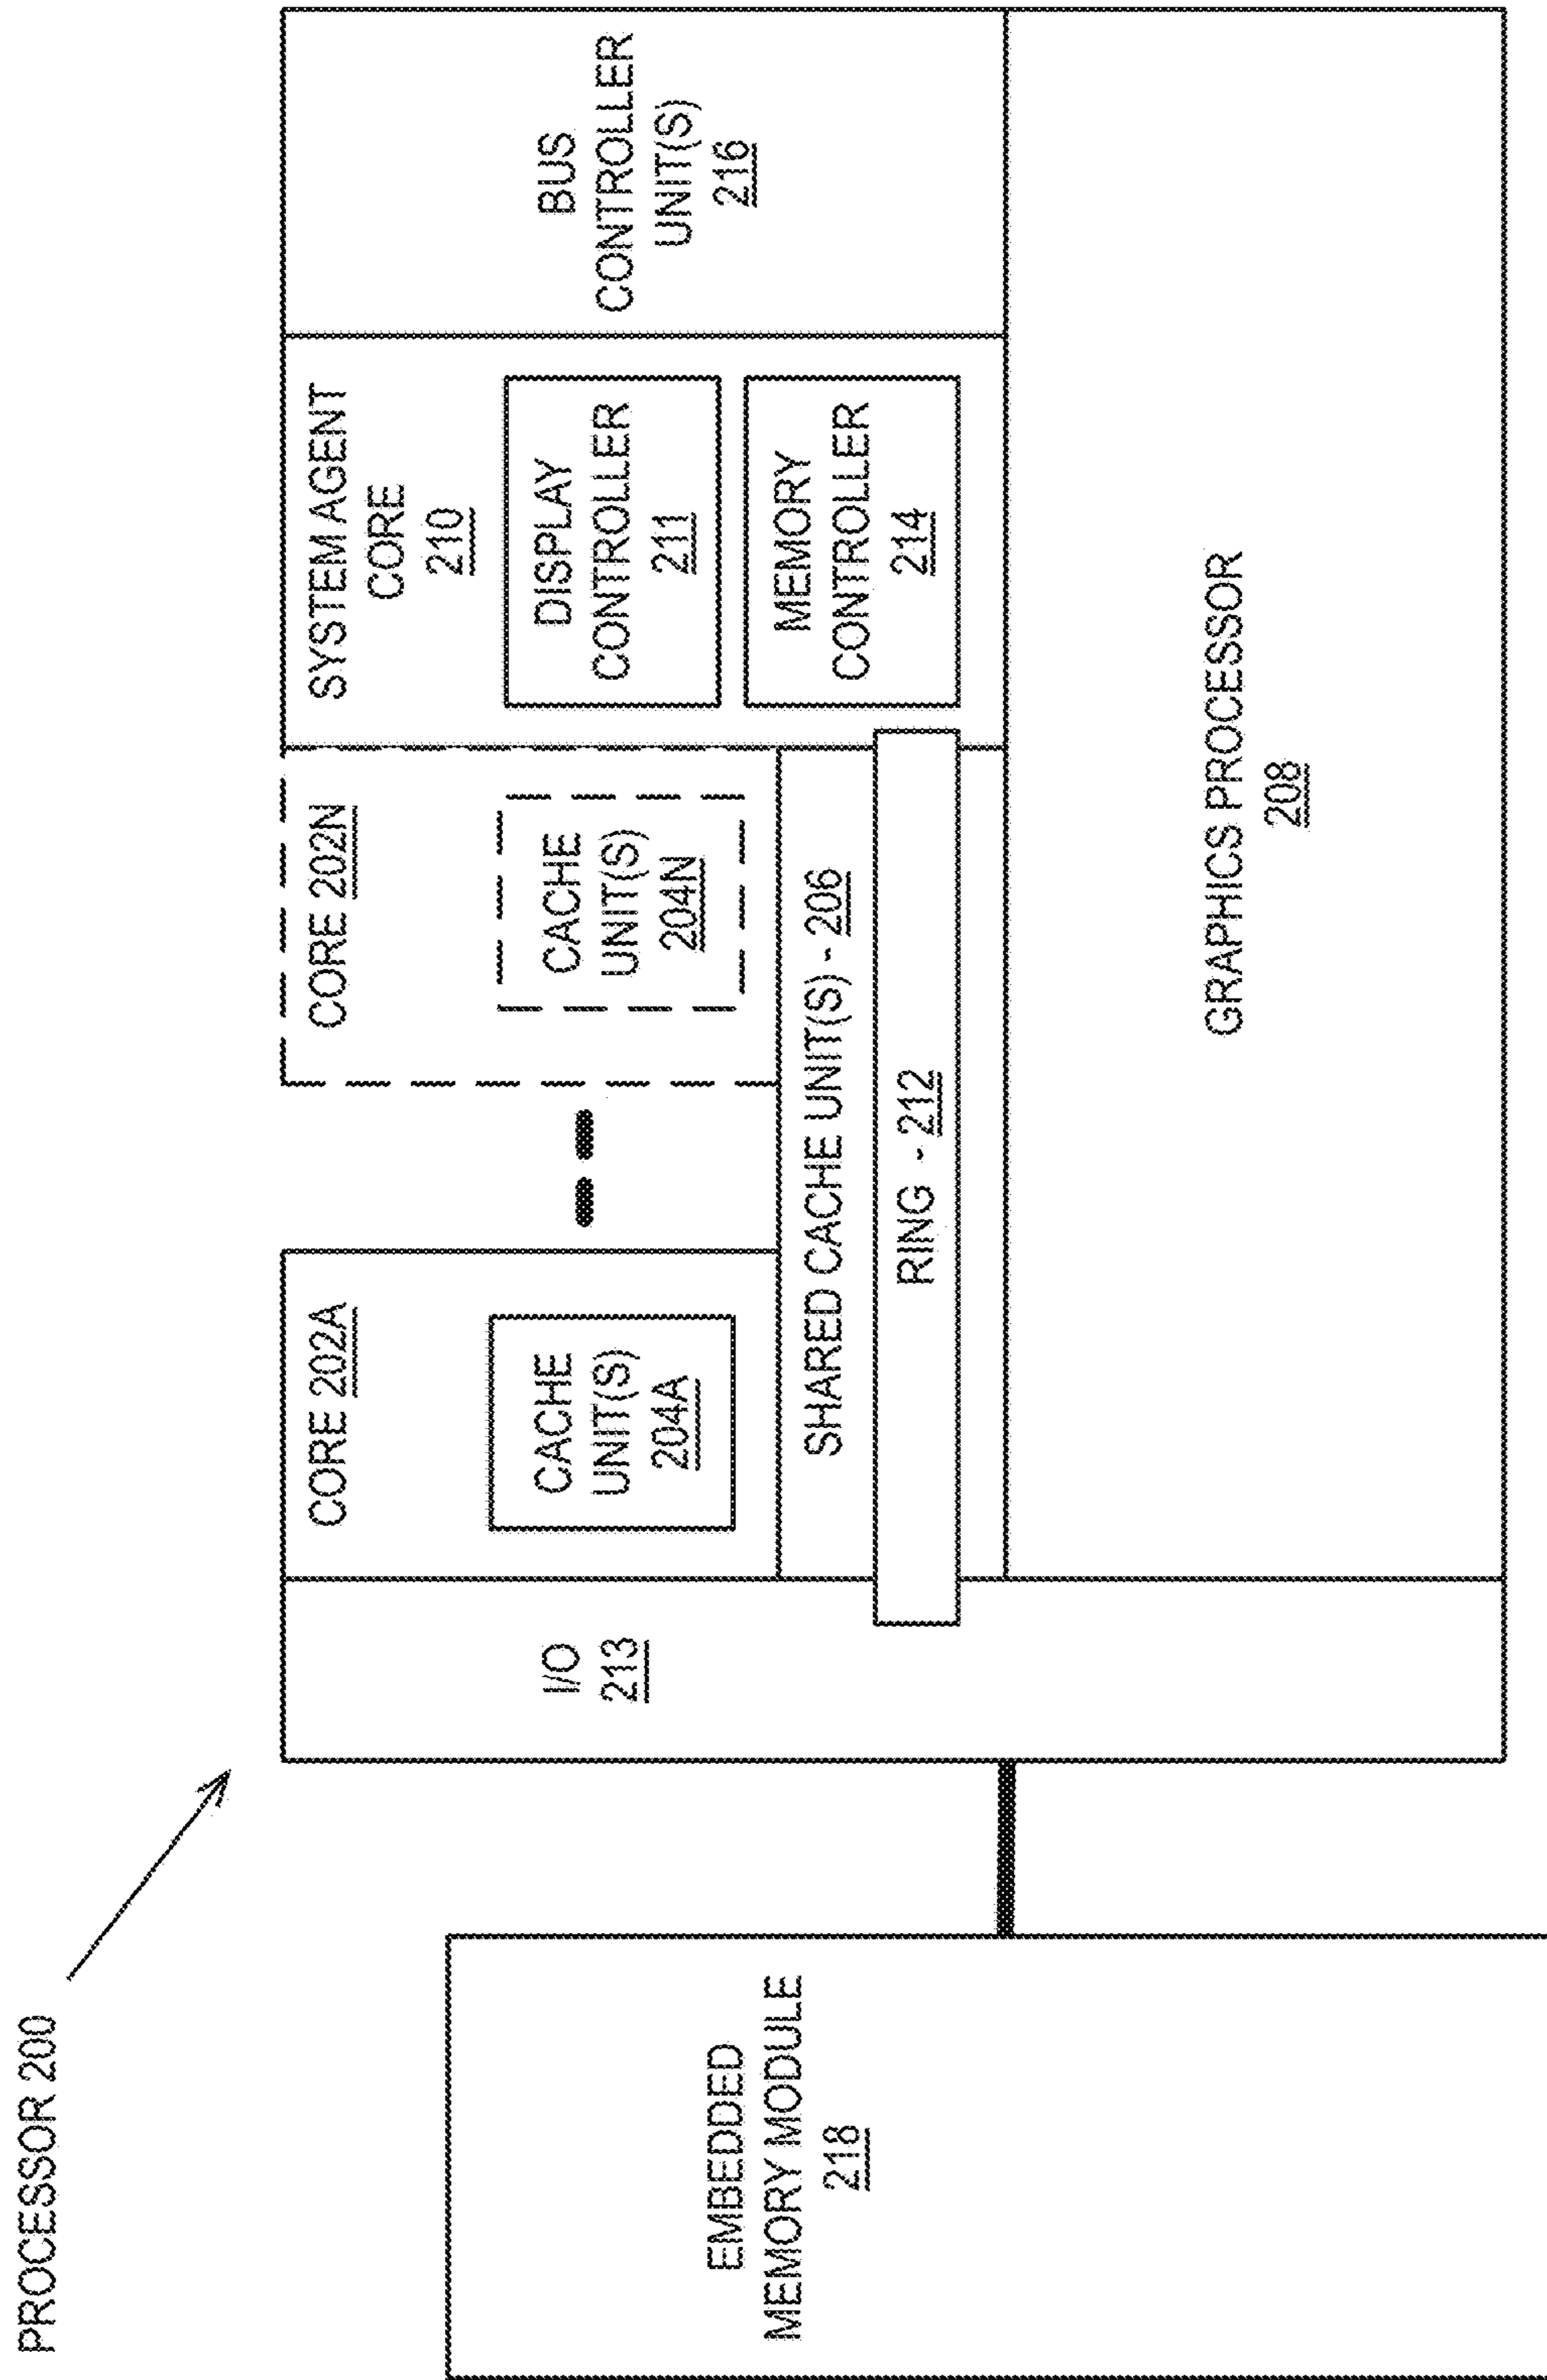 PROCESSOR 200
EMBEDDED
MEMORY MODULE
218
I/O
213
CORE 202A
CACHE
UNIT(S)
204A
CORE 202N
CACHE
UNIT(S)
204N
SHARED CACHE UNIT(S) - 206
RING - 212
SYSTEM AGENT
CORE
210
DISPLAY
CONTROLLER
211
MEMORY
CONTROLLER
214
BUS
CONTROLLER
UNIT(S)
216
GRAPHICS PROCESSOR
208